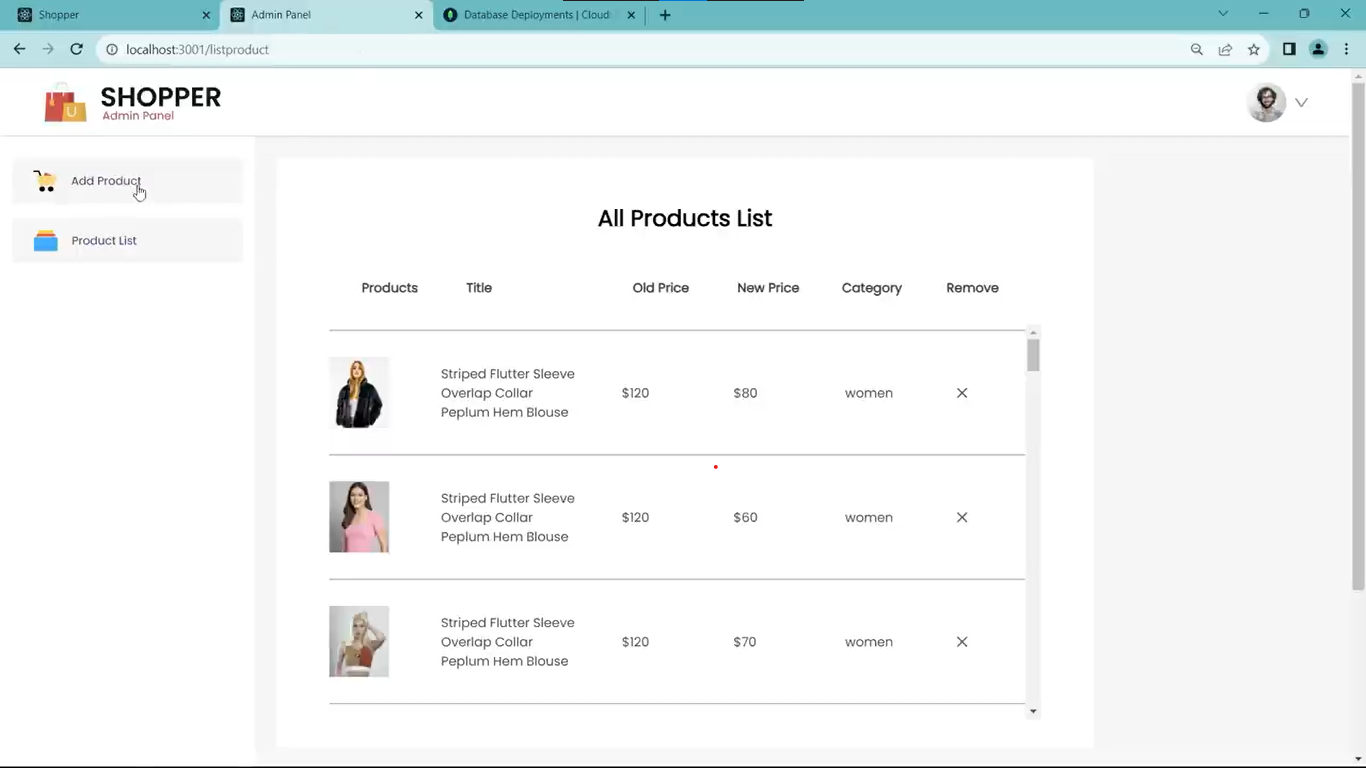 Shopper
Admin Panel
Database Deployments | Cloud:
localhost:3001/listproduct
U
SHOPPER
Admin Panel
Add Product
Product List
All Products List
Products Title Old Price New Price Category Remove
Striped Flutter Sleeve
Overlap Collar
Peplum Hem Blouse
$120 $80 women
Striped Flutter Sleeve
Overlap Collar
Peplum Hem Blouse
$120 $60 women
Striped Flutter Sleeve
Overlap Collar
Peplum Hem Blouse
$120 $70 women